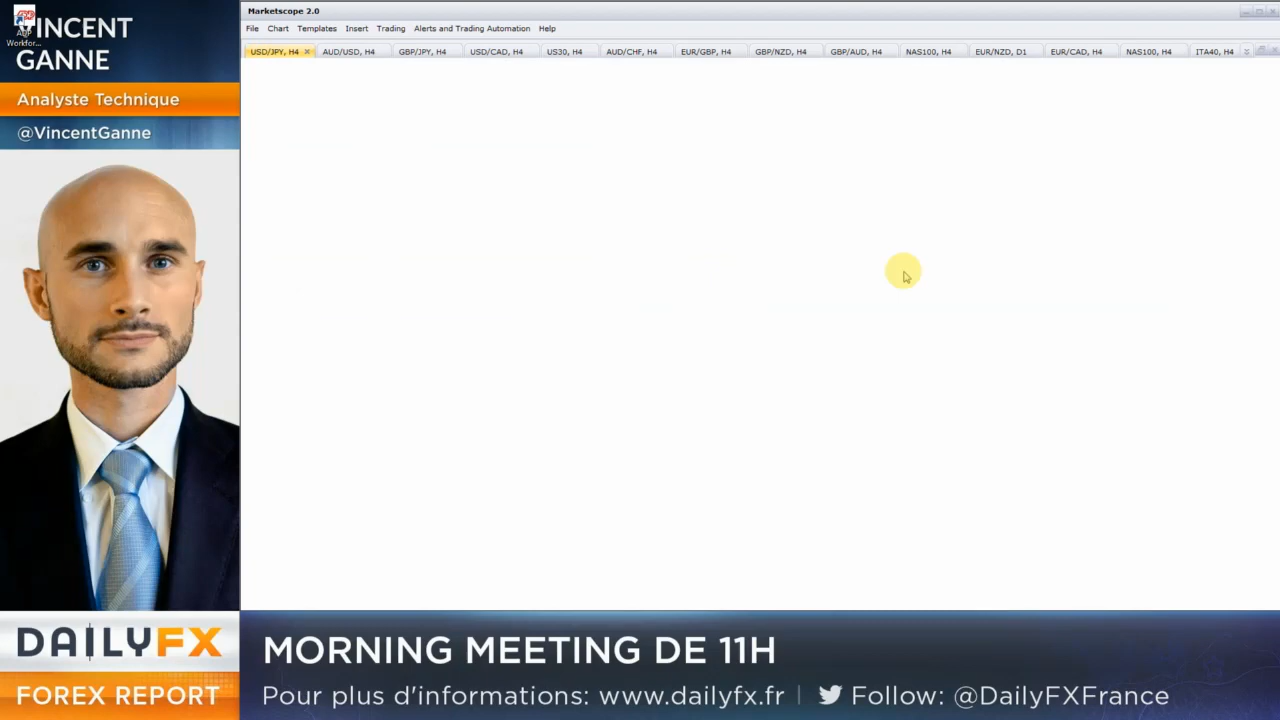 VINCENT
GANNE
ADP
Workfor...
Analyste Technique
@VincentGanne
Marketscope 2.0
File Chart Templates Insert Trading Alerts and Trading Automation Help
USD/JPY, H4 AUD/USD, H4 GBP/JPY, H4 USD/CAD, H4 US30, H4 AUD/CHF, H4 EUR/GBP, H4 GBP/NZD, H4 GBP/AUD, H4 NAS100, H4 EUR/NZD, D1 EUR/CAD, H4 NAS100, H4 ITA40, H4
DAILYFX
FOREX REPORT
MORNING MEETING DE 11H
Pour plus d'informations: www.dailyfx.fr | Follow: @DailyFXFrance